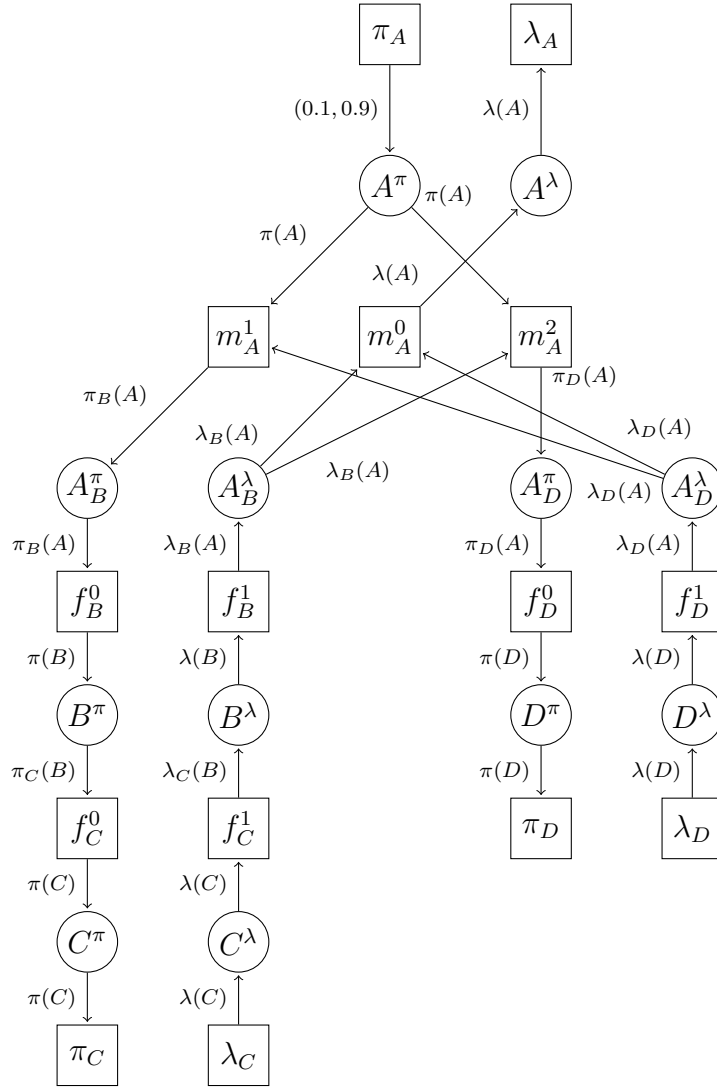 π_A λ_A
(0.1, 0.9) λ(A)
A^π π(A) A^λ
π(A) λ(A)
m_A^1 m_A^0 m_A^2
π_B(A) π_D(A)
λ_B(A) λ_D(A)
λ_B(A) λ_D(A)
A_B^π A_B^λ A_D^π A_D^λ
π_B(A) λ_B(A) π_D(A) λ_D(A)
f_B^0 f_B^1 f_D^0 f_D^1
π(B) λ(B) π(D) λ(D)
B^π B^λ D^π D^λ
π_C(B) λ_C(B) π(D) λ(D)
f_C^0 f_C^1 π_D λ_D
π(C) λ(C)
C^π C^λ
π(C) λ(C)
π_C λ_C